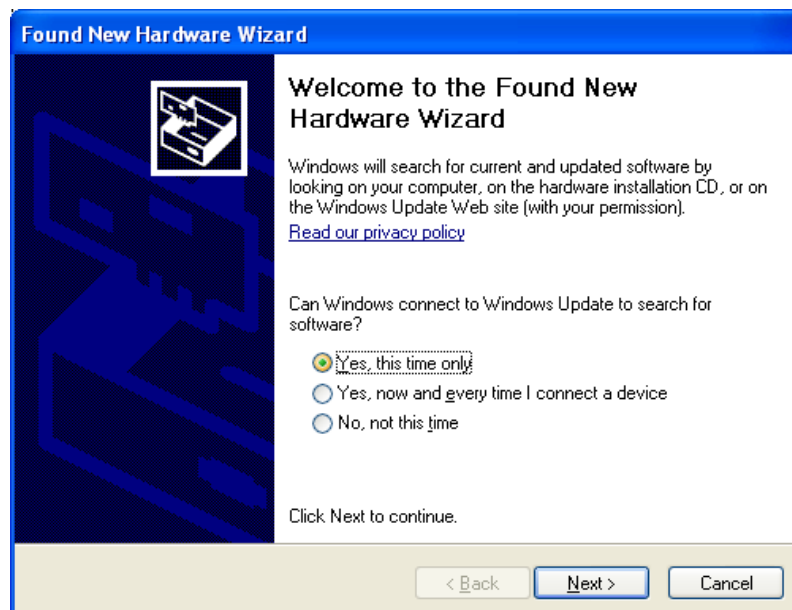 Found New Hardware Wizard
Welcome to the Found New
Hardware Wizard
Windows will search for current and updated software by
looking on your computer, on the hardware installation CD, or on
the Windows Update Web site (with your permission).
Read our privacy policy
Can Windows connect to Windows Update to search for
software?
Yes, this time only
Yes, now and every time I connect a device
No, not this time
Click Next to continue.
< Back
Next >
Cancel